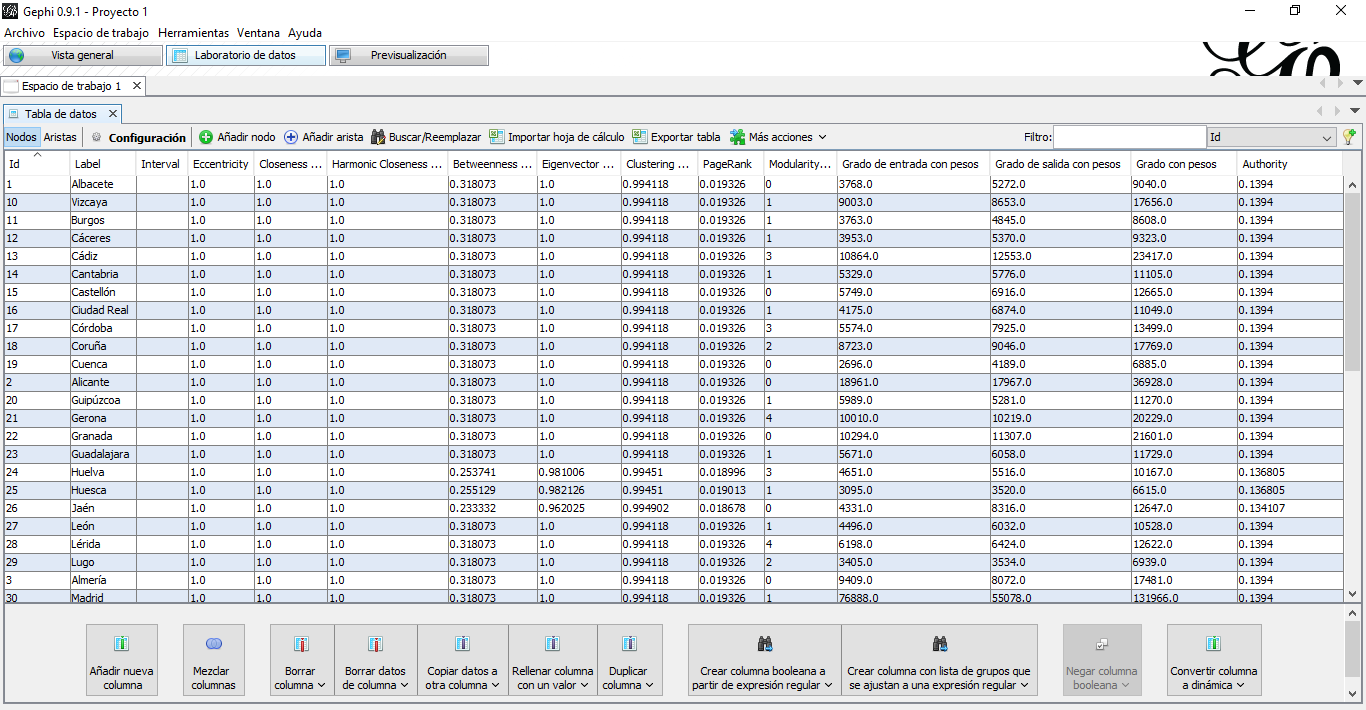 Gephi 0.9.1 - Proyecto 1
Archivo Espacio de trabajo Herramientas Ventana Ayuda
Vista general Laboratorio de datos Previsualización
Espacio de trabajo 1
Tabla de datos
Nodos Aristas Configuración Añadir nodo Añadir arista Buscar/Reemplazar Importar hoja de cálculo Exportar tabla Más acciones Filtro: Id
Id Label Interval Eccentricity Closeness ... Harmonic Closeness ... Betweenness ... Eigenvector ... Clustering ... PageRank Modularity... Grado de entrada con pesos Grado de salida con pesos Grado con pesos Authority
1 Albacete 1.0 1.0 1.0 0.318073 1.0 0.994118 0.019326 0 3768.0 5272.0 9040.0 0.1394
10 Vizcaya 1.0 1.0 1.0 0.318073 1.0 0.994118 0.019326 1 9003.0 8653.0 17656.0 0.1394
11 Burgos 1.0 1.0 1.0 0.318073 1.0 0.994118 0.019326 1 3763.0 4845.0 8608.0 0.1394
12 Cáceres 1.0 1.0 1.0 0.318073 1.0 0.994118 0.019326 1 3953.0 5370.0 9323.0 0.1394
13 Cádiz 1.0 1.0 1.0 0.318073 1.0 0.994118 0.019326 3 10864.0 12553.0 23417.0 0.1394
14 Cantabria 1.0 1.0 1.0 0.318073 1.0 0.994118 0.019326 1 5329.0 5776.0 11105.0 0.1394
15 Castellón 1.0 1.0 1.0 0.318073 1.0 0.994118 0.019326 0 5749.0 6916.0 12665.0 0.1394
16 Ciudad Real 1.0 1.0 1.0 0.318073 1.0 0.994118 0.019326 1 4175.0 6874.0 11049.0 0.1394
17 Córdoba 1.0 1.0 1.0 0.318073 1.0 0.994118 0.019326 3 5574.0 7925.0 13499.0 0.1394
18 Coruña 1.0 1.0 1.0 0.318073 1.0 0.994118 0.019326 2 8723.0 9046.0 17769.0 0.1394
19 Cuenca 1.0 1.0 1.0 0.318073 1.0 0.994118 0.019326 0 2696.0 4189.0 6885.0 0.1394
2 Alicante 1.0 1.0 1.0 0.318073 1.0 0.994118 0.019326 0 18961.0 17967.0 36928.0 0.1394
20 Guipúzcoa 1.0 1.0 1.0 0.318073 1.0 0.994118 0.019326 1 5989.0 5281.0 11270.0 0.1394
21 Gerona 1.0 1.0 1.0 0.318073 1.0 0.994118 0.019326 4 10010.0 10219.0 20229.0 0.1394
22 Granada 1.0 1.0 1.0 0.318073 1.0 0.994118 0.019326 0 10294.0 11307.0 21601.0 0.1394
23 Guadalajara 1.0 1.0 1.0 0.318073 1.0 0.994118 0.019326 1 5671.0 6058.0 11729.0 0.1394
24 Huelva 1.0 1.0 1.0 0.253741 0.981006 0.99451 0.018996 3 4651.0 5516.0 10167.0 0.136805
25 Huesca 1.0 1.0 1.0 0.255129 0.982126 0.99451 0.019013 1 3095.0 3520.0 6615.0 0.136805
26 Jaén 1.0 1.0 1.0 0.233332 0.962025 0.994902 0.018678 0 4331.0 8316.0 12647.0 0.134107
27 León 1.0 1.0 1.0 0.318073 1.0 0.994118 0.019326 1 4496.0 6032.0 10528.0 0.1394
28 Lérida 1.0 1.0 1.0 0.318073 1.0 0.994118 0.019326 4 6198.0 6424.0 12622.0 0.1394
29 Lugo 1.0 1.0 1.0 0.318073 1.0 0.994118 0.019326 2 3405.0 3534.0 6939.0 0.1394
3 Almería 1.0 1.0 1.0 0.318073 1.0 0.994118 0.019326 0 9409.0 8072.0 17481.0 0.1394
30 Madrid 1.0 1.0 1.0 0.318073 1.0 0.994118 0.019326 1 76888.0 55078.0 131966.0 0.1394
Añadir nueva columna
Mezclar columnas
Borrar columna
Borrar datos de columna
Copiar datos a otra columna
Rellenar columna con un valor
Duplicar columna
Crear columna booleana a partir de expresión regular
Crear columna con lista de grupos que se ajustan a una expresión regular
Negar columna booleana
Convertir columna a dinámica